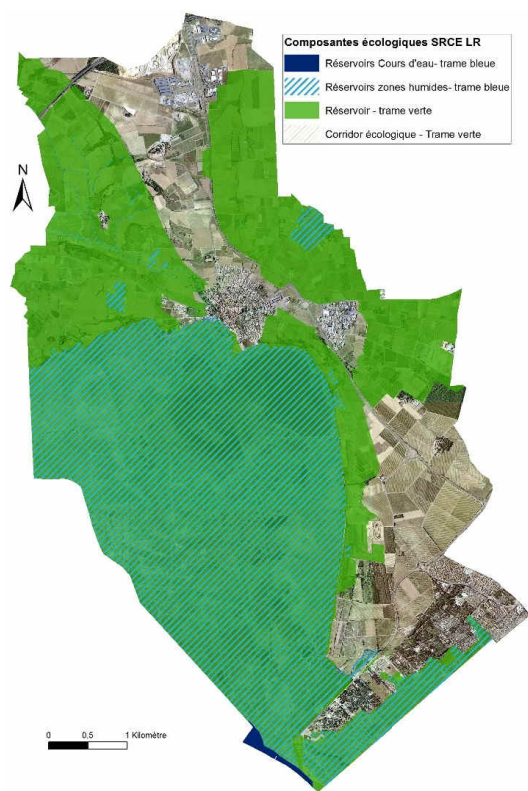 Composantes écologiques SRCE LR
Réservoirs Cours d'eau- trame bleue
Réservoirs zones humides- trame bleue
Réservoir - trame verte
Corridor écologique - Trame verte
N
0 0.5 1 Kilomètre